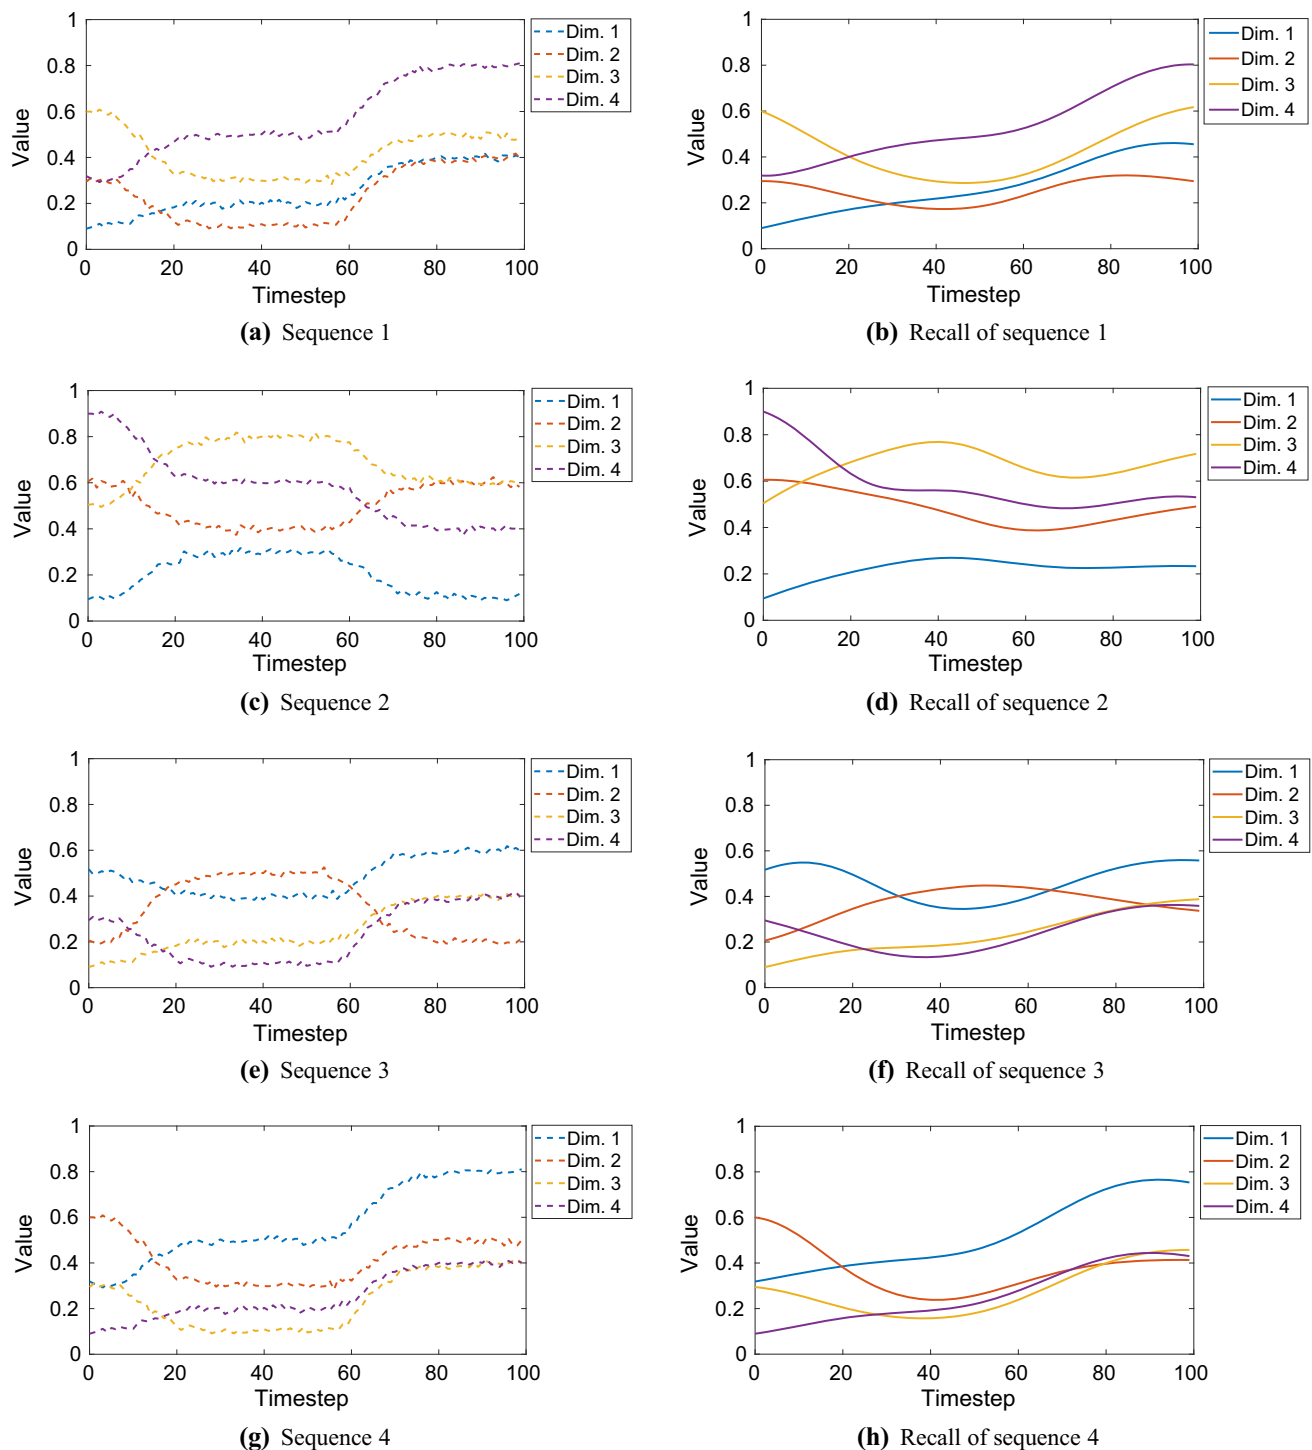 1
0.8
0.6
0.4
0.2
0
Value
0 20 40 60 80 100
Timestep
Dim. 1
Dim. 2
Dim. 3
Dim. 4
(a) Sequence 1
1
0.8
0.6
0.4
0.2
0
Value
0 20 40 60 80 100
Timestep
Dim. 1
Dim. 2
Dim. 3
Dim. 4
(b) Recall of sequence 1
1
0.8
0.6
0.4
0.2
0
Value
0 20 40 60 80 100
Timestep
Dim. 1
Dim. 2
Dim. 3
Dim. 4
(c) Sequence 2
1
0.8
0.6
0.4
0.2
0
Value
0 20 40 60 80 100
Timestep
Dim. 1
Dim. 2
Dim. 3
Dim. 4
(d) Recall of sequence 2
1
0.8
0.6
0.4
0.2
0
Value
0 20 40 60 80 100
Timestep
Dim. 1
Dim. 2
Dim. 3
Dim. 4
(e) Sequence 3
1
0.8
0.6
0.4
0.2
0
Value
0 20 40 60 80 100
Timestep
Dim. 1
Dim. 2
Dim. 3
Dim. 4
(f) Recall of sequence 3
1
0.8
0.6
0.4
0.2
0
Value
0 20 40 60 80 100
Timestep
Dim. 1
Dim. 2
Dim. 3
Dim. 4
(g) Sequence 4
1
0.8
0.6
0.4
0.2
0
Value
0 20 40 60 80 100
Timestep
Dim. 1
Dim. 2
Dim. 3
Dim. 4
(h) Recall of sequence 4